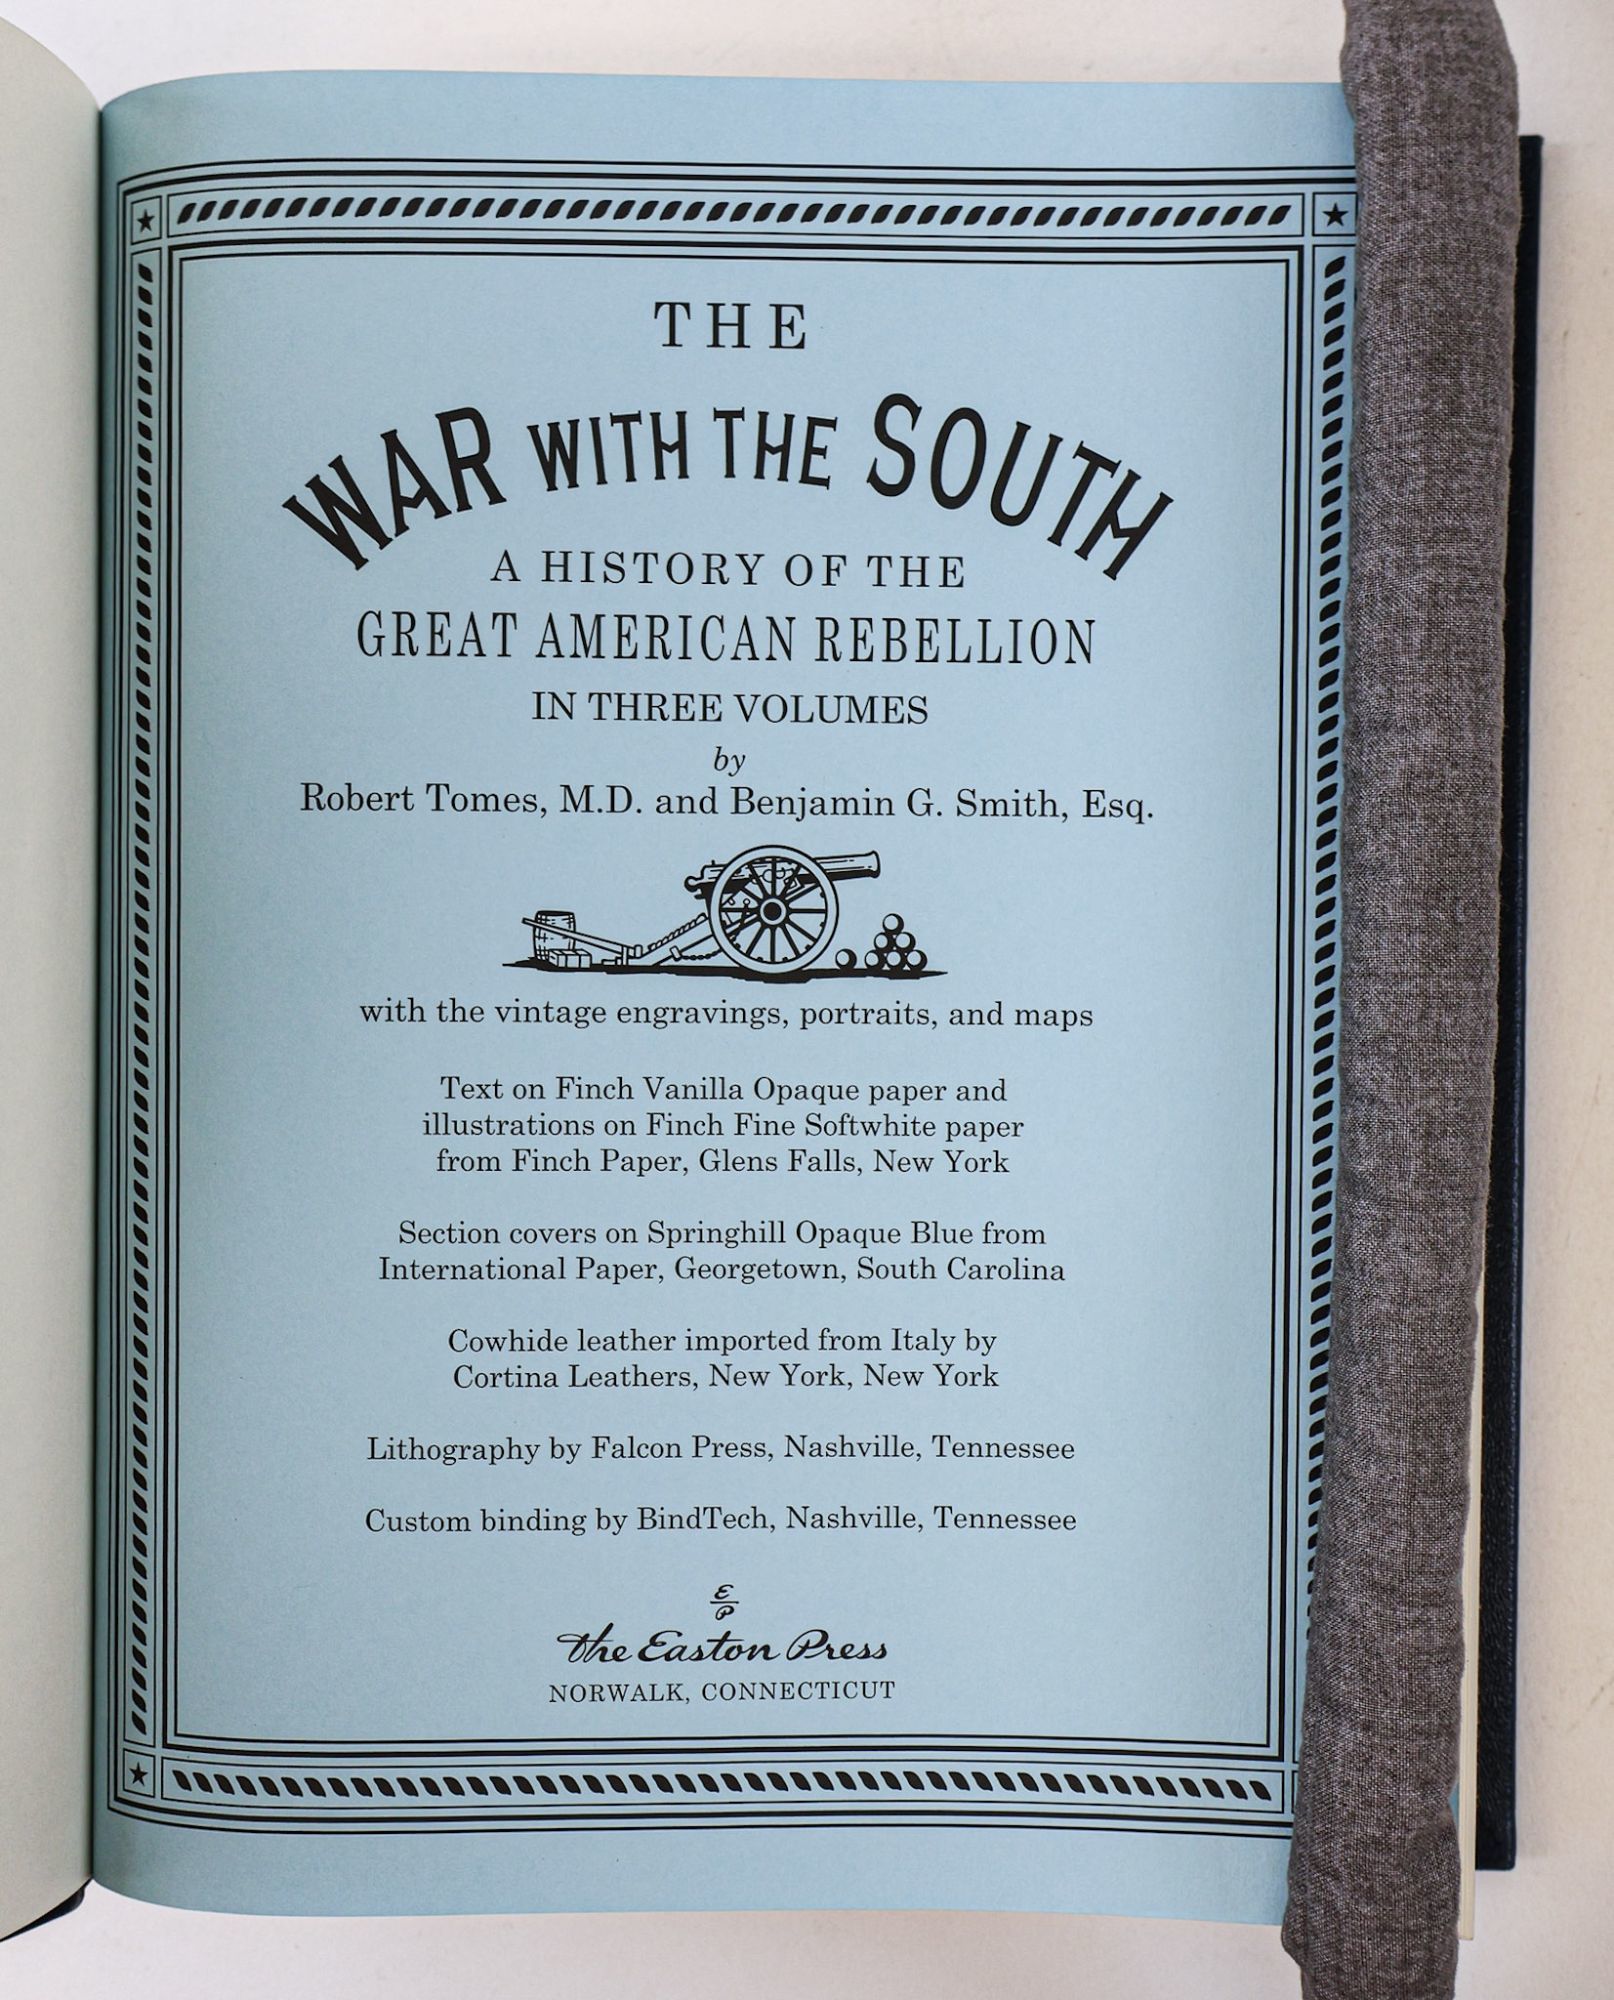 THE
WAR WITH THE SOUTH
A HISTORY OF THE
GREAT AMERICAN REBELLION
IN THREE VOLUMES
by
Robert Tomes, M.D. and Benjamin G. Smith, Esq.
with the vintage engravings, portraits, and maps
Text on Finch Vanilla Opaque paper and
illustrations on Finch Fine Softwhite paper
from Finch Paper, Glens Falls, New York
Section covers on Springhill Opaque Blue from
International Paper, Georgetown, South Carolina
Cowhide leather imported from Italy by
Cortina Leathers, New York, New York
Lithography by Falcon Press, Nashville, Tennessee
Custom binding by BindTech, Nashville, Tennessee
E
P
the Easton Press
NORWALK, CONNECTICUT